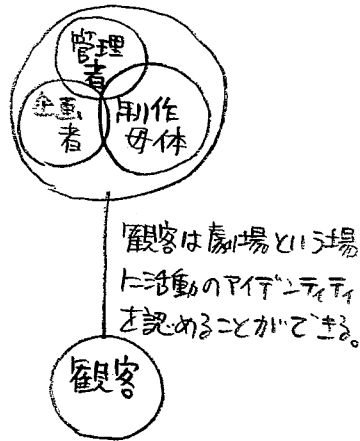 管理
者
企画
者
制作
母体
観客は劇場という場
に活動のアイデンティティ
を認めることができる。
観客